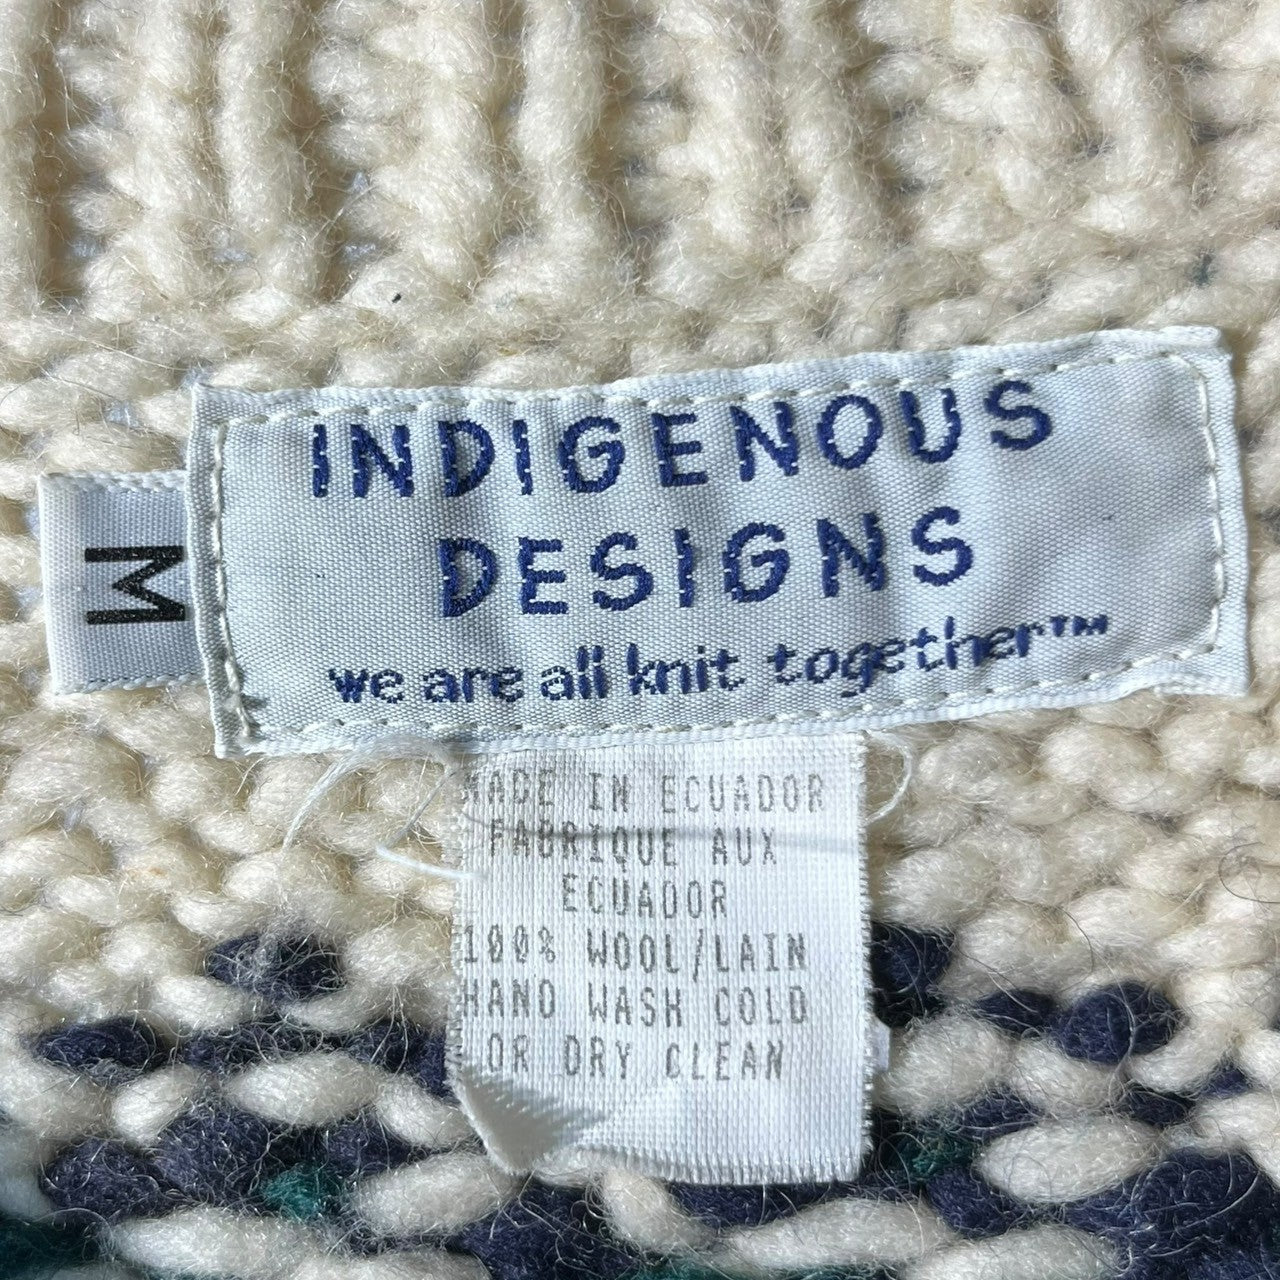 INDIGENOUS
DESIGNS
we are all knit together™
M
MADE IN ECUADOR
FABRIQUE AUX
ECUADOR
100% WOOL/LAIN
HAND WASH COLD
OR DRY CLEAN